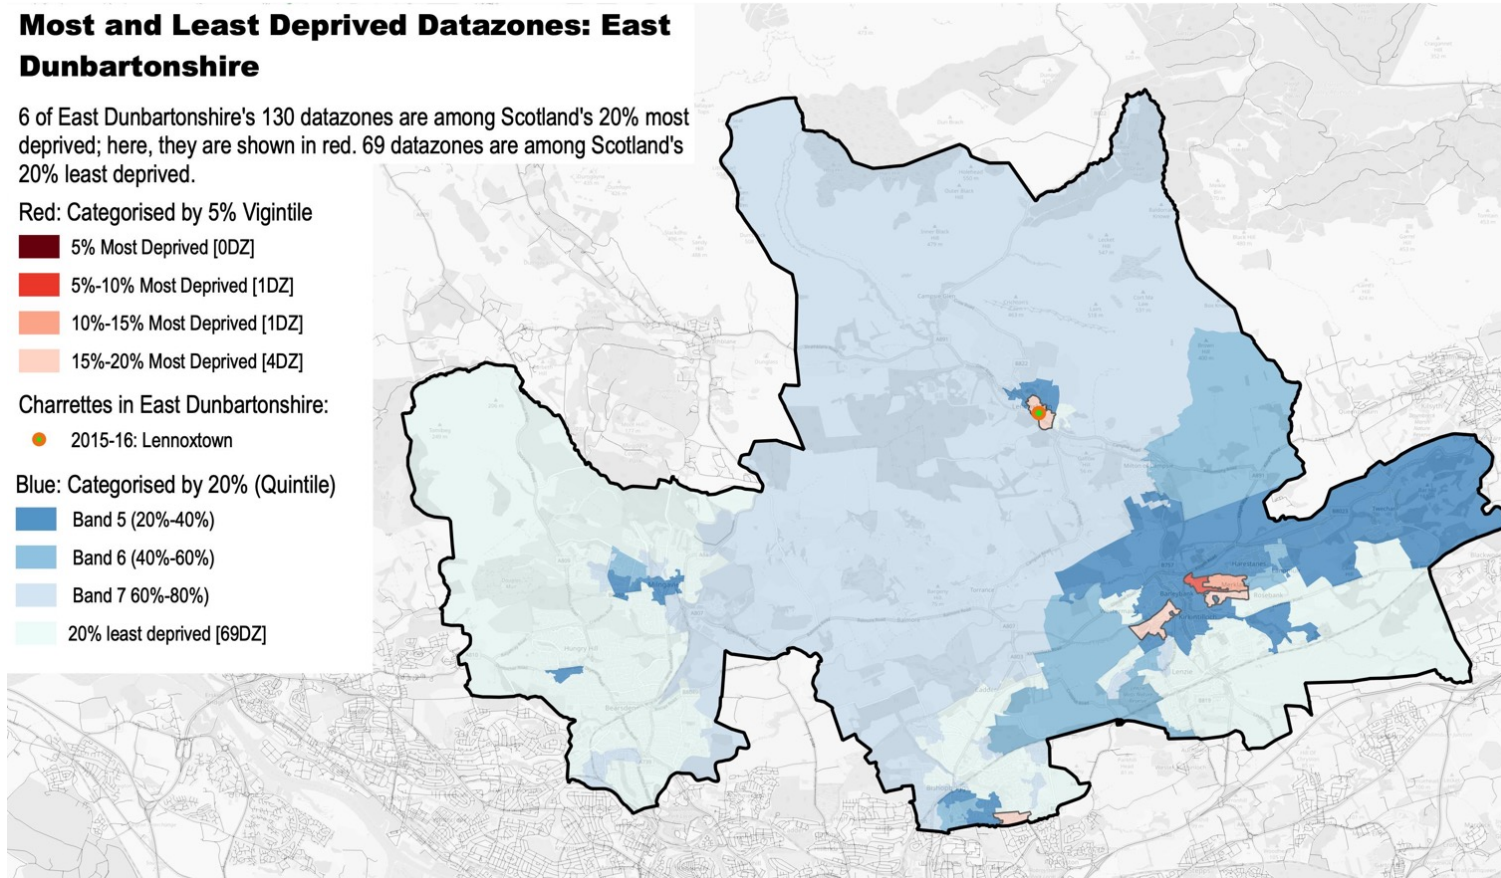 Most and Least Deprived Datazones: East
Dunbartonshire
6 of East Dunbartonshire's 130 datazones are among Scotland's 20% most
deprived; here, they are shown in red. 69 datazones are among Scotland's
20% least deprived.
Red: Categorised by 5% Vigintile
5% Most Deprived [0DZ]
5%-10% Most Deprived [1DZ]
10%-15% Most Deprived [1DZ]
15%-20% Most Deprived [4DZ]
Charrettes in East Dunbartonshire:
2015-16: Lennoxtown
Blue: Categorised by 20% (Quintile)
Band 5 (20%-40%)
Band 6 (40%-60%)
Band 7 60%-80%)
20% least deprived [69DZ]
Hungry Hill